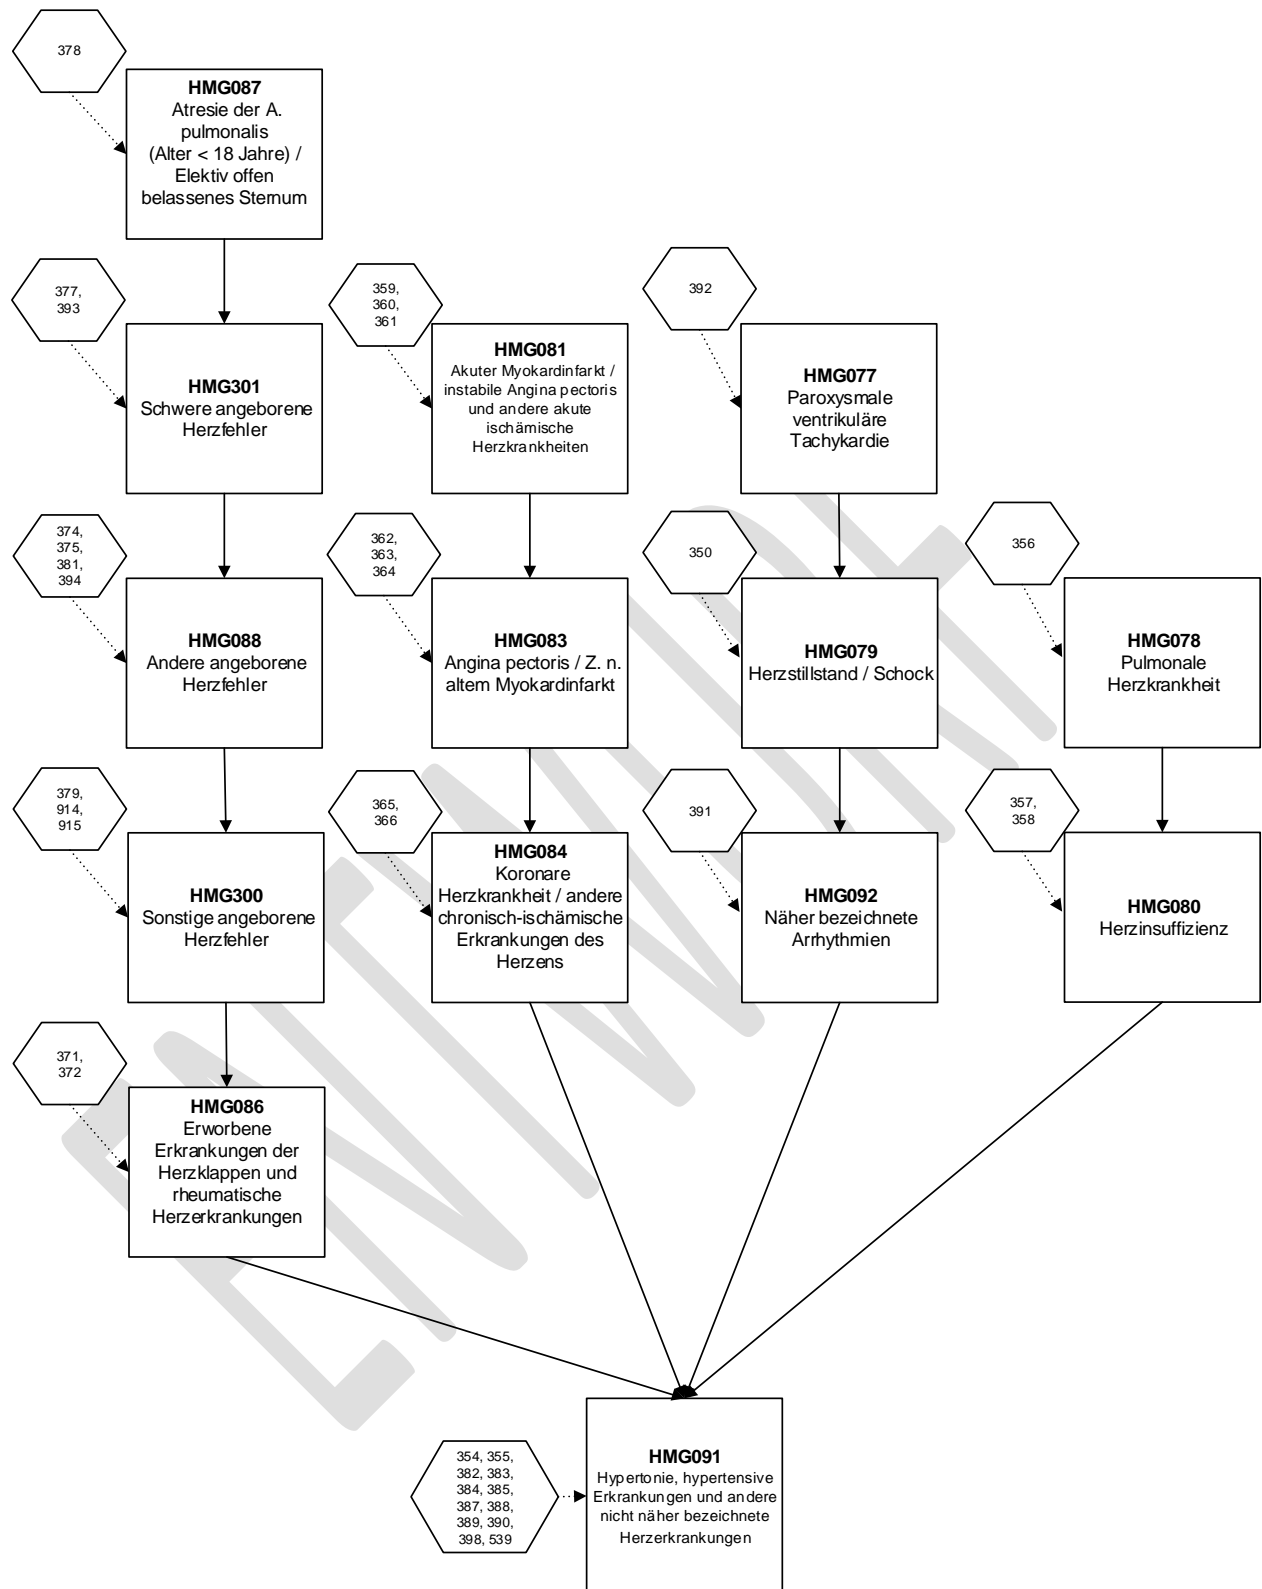 378
HMG087
Atresie der A.
pulmonalis
(Alter < 18 Jahre) /
Elektiv offen
belassenes Sternum
377,
393
HMG301
Schwere angeborene
Herzfehler
359,
360,
361
HMG081
Akuter Myokardinfarkt /
instabile Angina pectoris
und andere akute
ischämische
Herzkrankheiten
392
HMG077
Paroxysmale
ventrikuläre
Tachykardie
374,
375,
381,
394
HMG088
Andere angeborene
Herzfehler
362,
363,
364
HMG083
Angina pectoris / Z. n.
altem Myokardinfarkt
350
HMG079
Herzstillstand / Schock
356
HMG078
Pulmonale
Herzkrankheit
379,
914,
915
HMG300
Sonstige angeborene
Herzfehler
365,
366
HMG084
Koronare
Herzkrankheit / andere
chronisch-ischämische
Erkrankungen des
Herzens
391
HMG092
Näher bezeichnete
Arrhythmien
357,
358
HMG080
Herzinsuffizienz
371,
372
HMG086
Erworbene
Erkrankungen der
Herzklappen und
rheumatische
Herzerkrankungen
354, 355,
382, 383,
384, 385,
387, 388,
389, 390,
398, 539
HMG091
Hypertonie, hypertensive
Erkrankungen und andere
nicht näher bezeichnete
Herzerkrankungen
ENTWURF